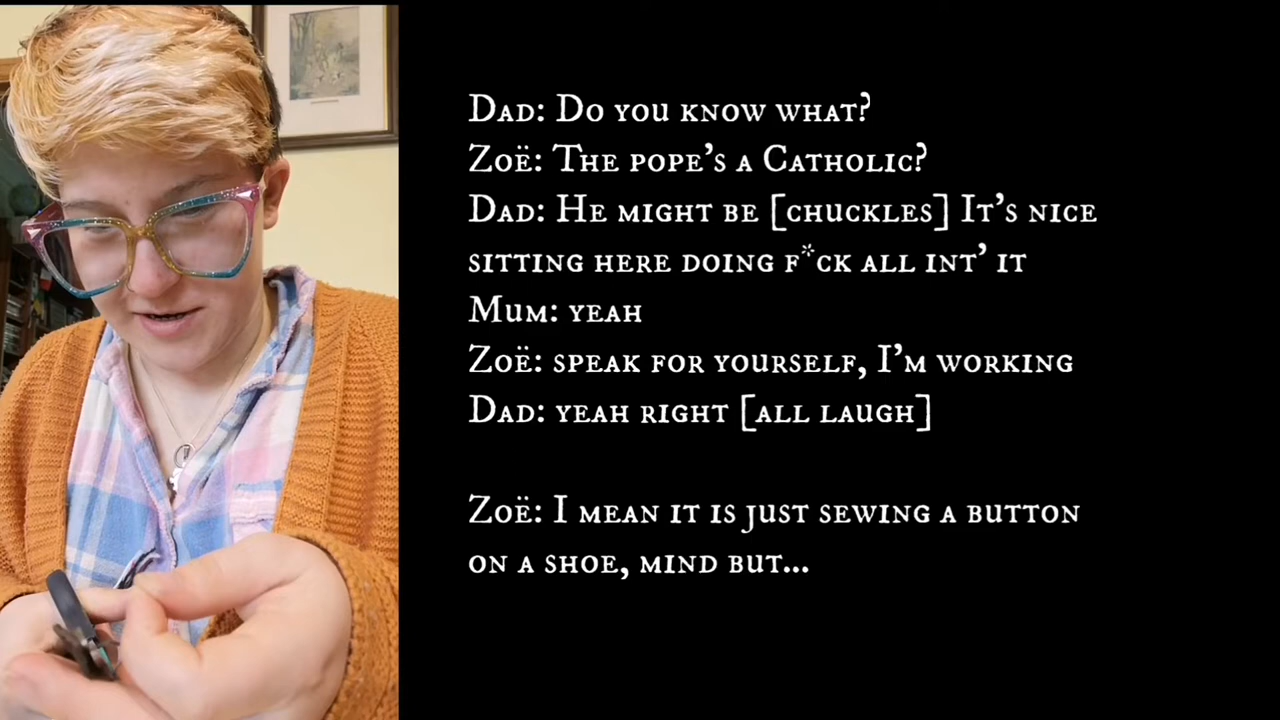 Dad: Do you know what?
Zoë: The pope's a Catholic?
Dad: He might be [chuckles] It's nice
sitting here doing f*ck all int' it
Mum: yeah
Zoë: speak for yourself, I'm working
Dad: yeah right [all laugh]
Zoë: I mean it is just sewing a button
on a shoe, mind but...